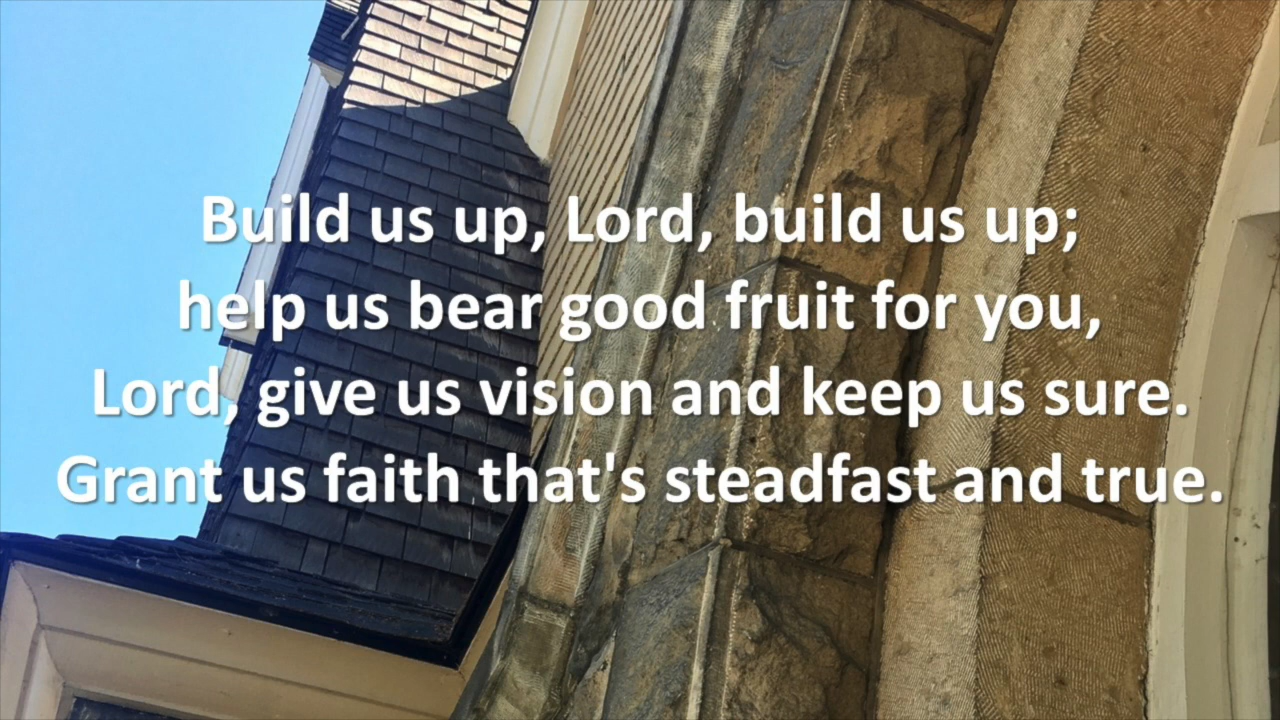 Build us up, Lord, build us up;
help us bear good fruit for you,
Lord, give us vision and keep us sure.
Grant us faith that's steadfast and true.